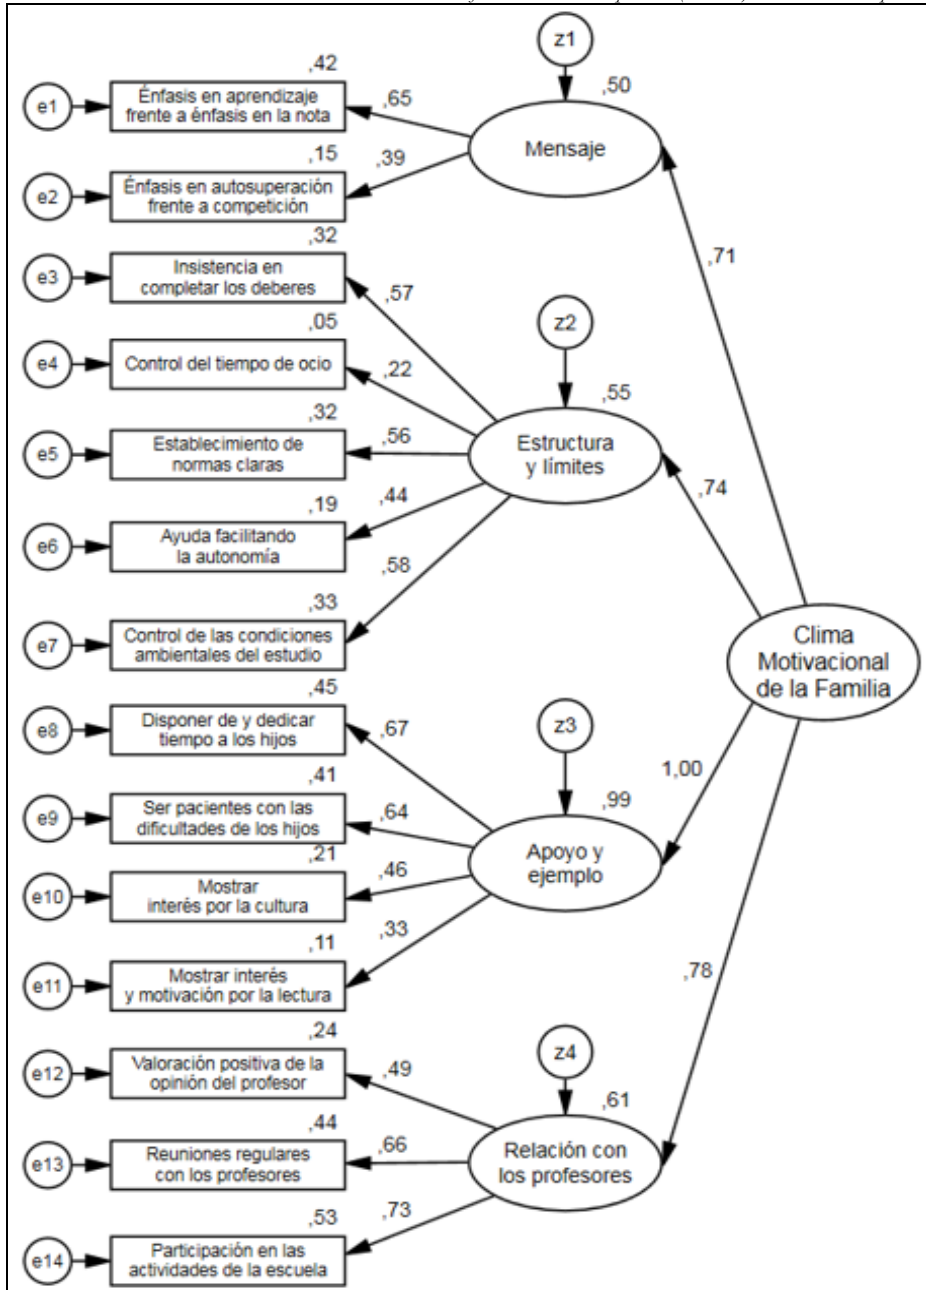 z1
,42
,50
e1
Énfasis en aprendizaje
frente a énfasis en la nota
,65
Mensaje
,15
,39
e2
Énfasis en autosuperación
frente a competición
,71
,32
e3
Insistencia en
completar los deberes
,57
z2
,05
e4
Control del tiempo de ocio
,22
,55
,32
e5
Establecimiento de
normas claras
,56
Estructura
y límites
,74
,19
,44
e6
Ayuda facilitando
la autonomía
,58
,33
e7
Control de las condiciones
ambientales del estudio
Clima
Motivacional
de la Familia
,45
e8
Disponer de y dedicar
tiempo a los hijos
,67
z3
1,00
,41
,99
e9
Ser pacientes con las
dificultades de los hijos
,64
Apoyo y
ejemplo
,21
,46
e10
Mostrar
interés por la cultura
,33
,11
e11
Mostrar interés
y motivación por la lectura
,78
,24
z4
e12
Valoración positiva de la
opinión del profesor
,49
,61
,44
e13
Reuniones regulares
con los profesores
,66
Relación con
los profesores
,53
,73
e14
Participación en las
actividades de la escuela